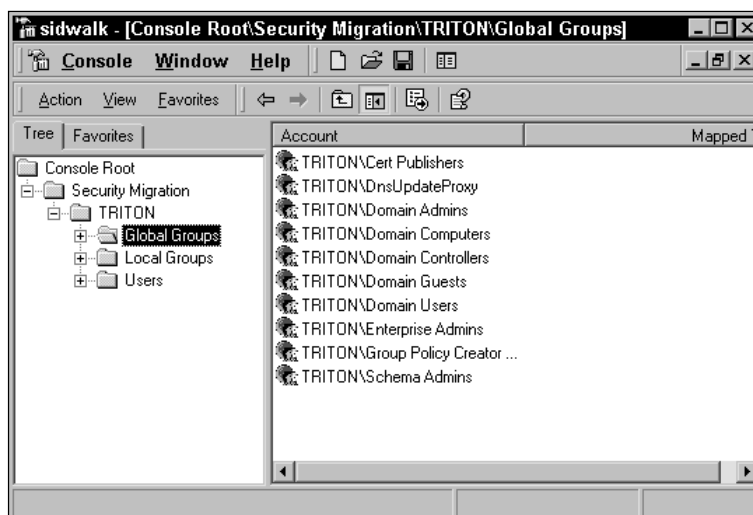 sidwalk - [Console Root\Security Migration\TRITON\Global Groups]
Console Window Help
Action View Favorites
Tree Favorites
Console Root
Security Migration
TRITON
Global Groups
Local Groups
Users
Account Mapped
TRITON\Cert Publishers
TRITON\DnsUpdateProxy
TRITON\Domain Admins
TRITON\Domain Computers
TRITON\Domain Controllers
TRITON\Domain Guests
TRITON\Domain Users
TRITON\Enterprise Admins
TRITON\Group Policy Creator ...
TRITON\Schema Admins